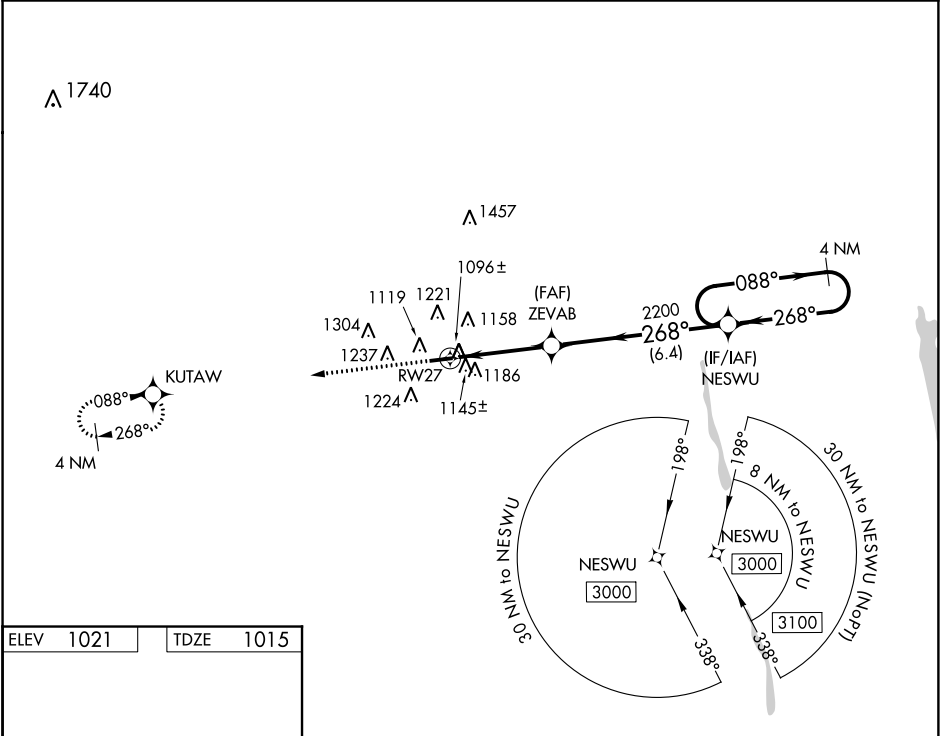 1740
1457
1096±
1119
1221
1158
1304
1237
RW27
1186
1224
1145±
(FAF)
ZEVAB
2200
268°
(6.4)
(IF/IAF)
NESWU
088°
268°
4 NM
KUTAW
088°
268°
4 NM
30 NM to NESWU
198°
NESWU
3000
338°
30 NM to NESWU (NoPT)
198°
8 NM to NESWU
NESWU
3000
3100
338°
ELEV 1021
TDZE 1015